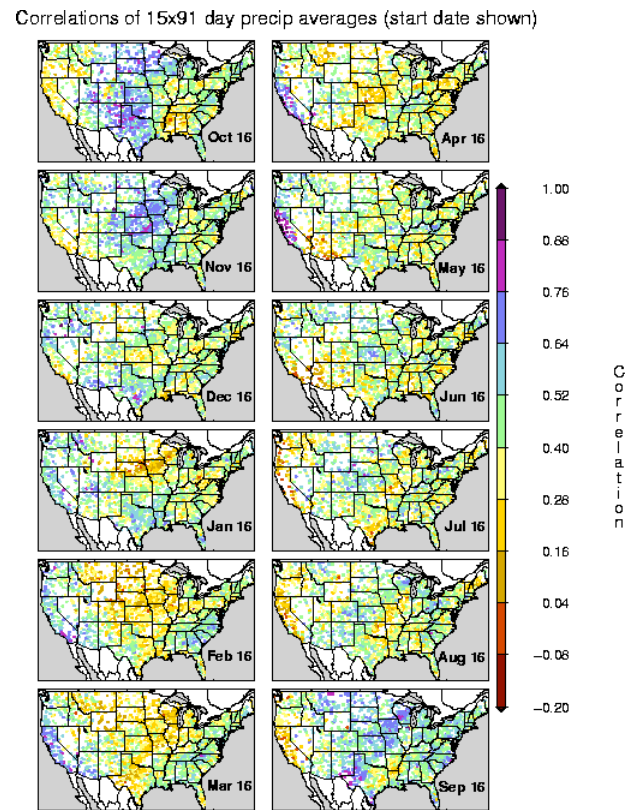 Correlations of 15x91 day precip averages (start date shown)
Oct 16
Apr 16
Nov 16
May 16
Dec 16
Jun 16
Jan 16
Jul 16
Feb 16
Aug 16
Mar 16
Sep 16
1.00
0.88
0.76
0.64
0.52
0.40
0.28
0.16
0.04
-0.08
-0.20
Correlation